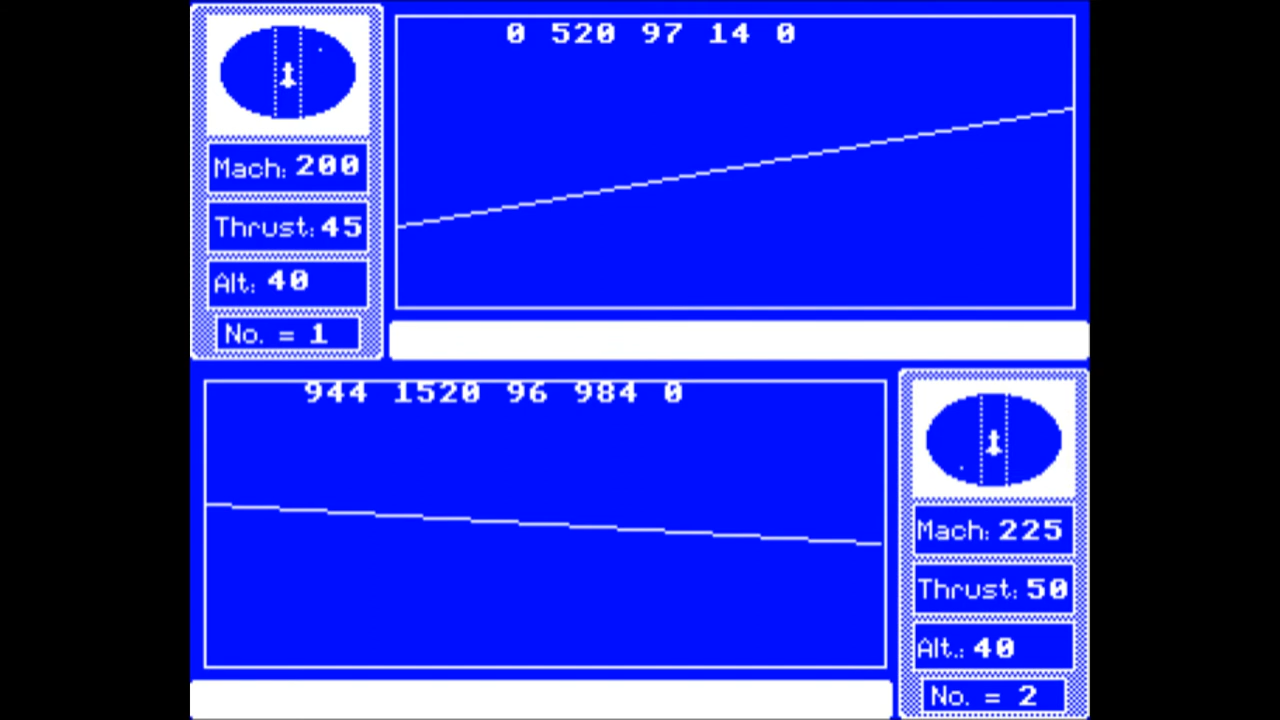 0 520 97 14 0
Mach: 200
Thrust: 45
Alt: 40
No. = 1
944 1520 96 984 0
Mach: 225
Thrust: 50
Alt.: 40
No. = 2